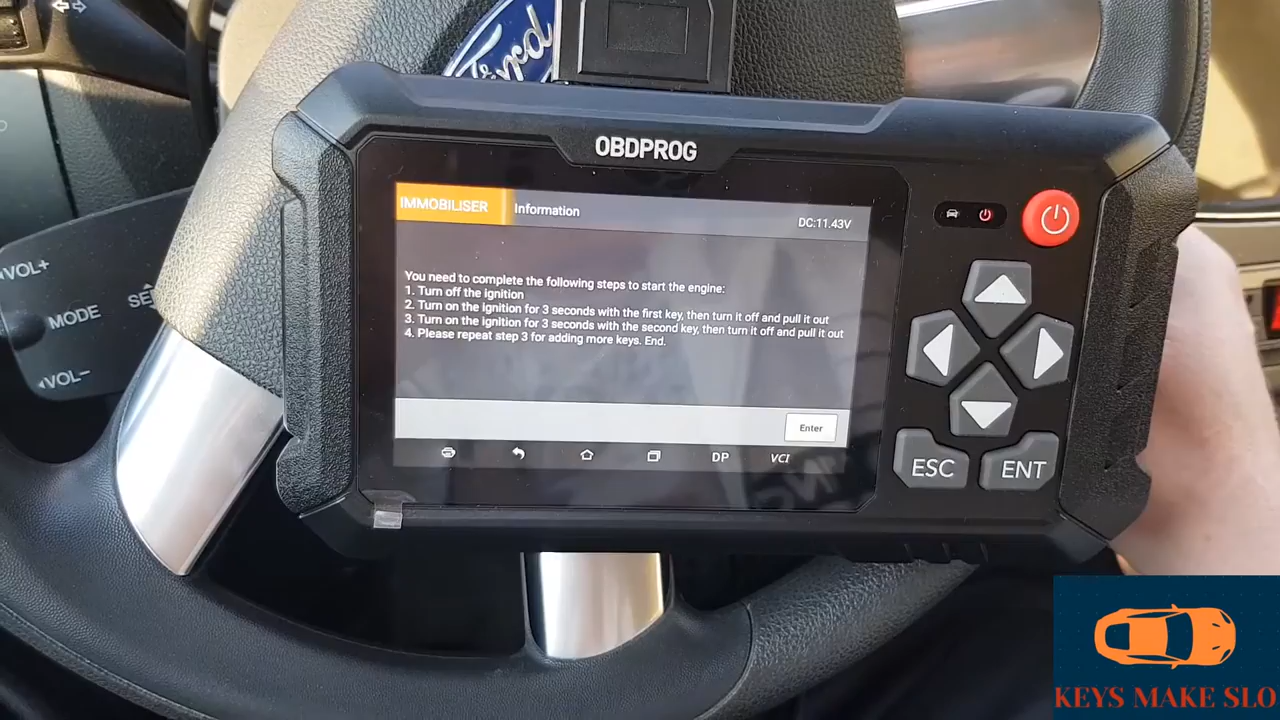 Ford
OBDPROG
IMMOBILISER
Information
DC:11.43V
You need to complete the following steps to start the engine:
1. Turn off the ignition
2. Turn on the ignition for 3 seconds with the first key, then turn it off and pull it out
3. Turn on the ignition for 3 seconds with the second key, then turn it off and pull it out
4. Please repeat step 3 for adding more keys. End.
Enter
DP
VCI
ESC
ENT
VOL+
MODE
VOL-
KEYS MAKE SLO